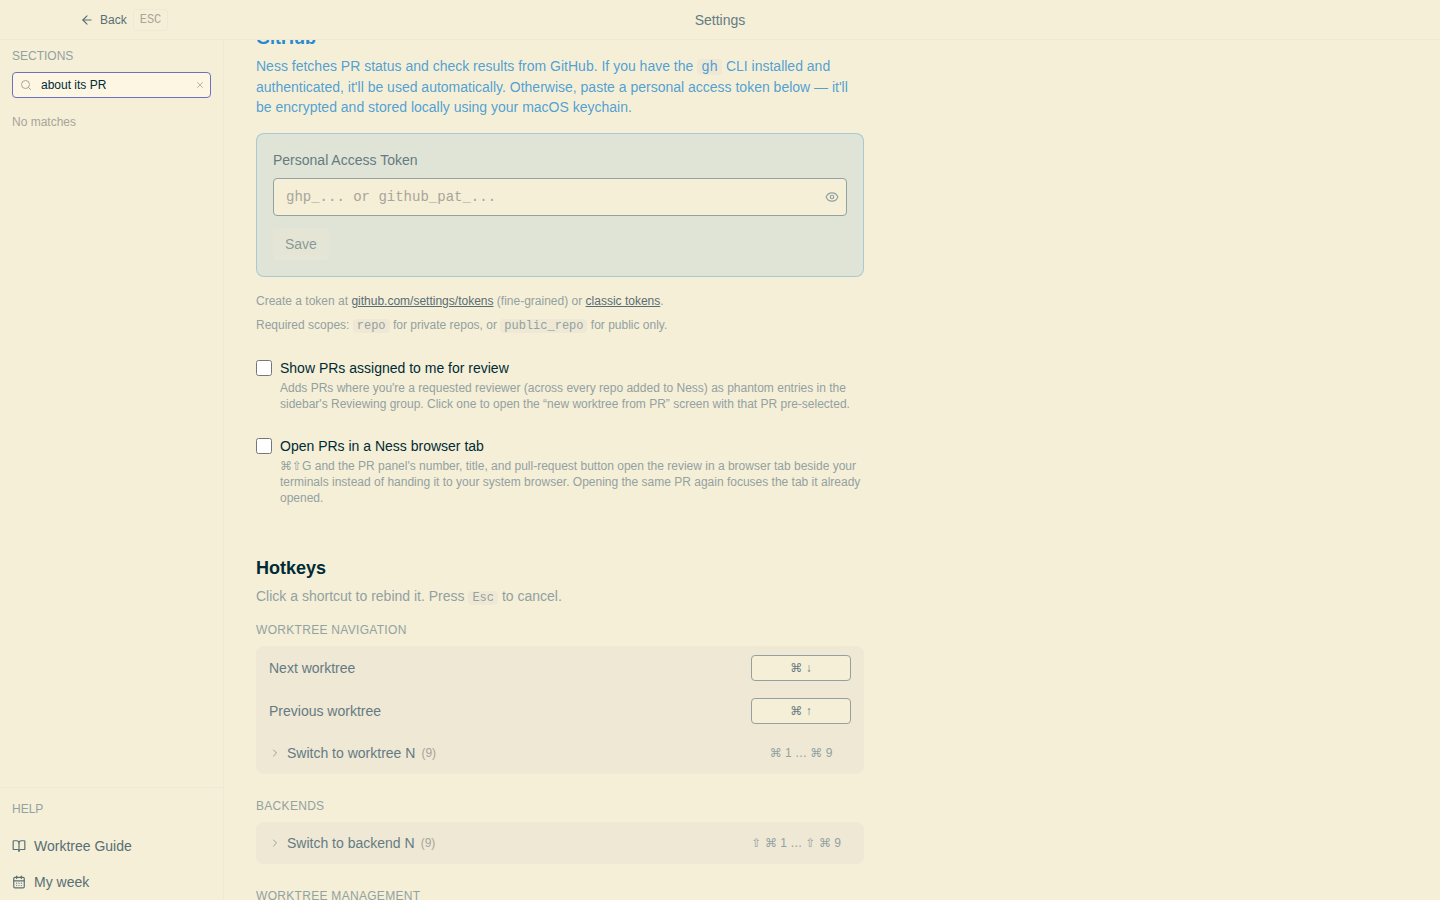 Back ESC
Settings
SECTIONS
about its PR
No matches
HELP
Worktree Guide
My week
GitHub
Ness fetches PR status and check results from GitHub. If you have the gh CLI installed and
authenticated, it'll be used automatically. Otherwise, paste a personal access token below — it'll
be encrypted and stored locally using your macOS keychain.
Personal Access Token
ghp_... or github_pat_...
Save
Create a token at github.com/settings/tokens (fine-grained) or classic tokens.
Required scopes: repo for private repos, or public_repo for public only.
Show PRs assigned to me for review
Adds PRs where you're a requested reviewer (across every repo added to Ness) as phantom entries in the
sidebar's Reviewing group. Click one to open the “new worktree from PR” screen with that PR pre-selected.
Open PRs in a Ness browser tab
⌘⇧G and the PR panel's number, title, and pull-request button open the review in a browser tab beside your
terminals instead of handing it to your system browser. Opening the same PR again focuses the tab it already
opened.
Hotkeys
Click a shortcut to rebind it. Press Esc to cancel.
WORKTREE NAVIGATION
Next worktree ⌘ ↓
Previous worktree ⌘ ↑
Switch to worktree N (9) ⌘ 1 … ⌘ 9
BACKENDS
Switch to backend N (9) ⇧ ⌘ 1 … ⇧ ⌘ 9
WORKTREE MANAGEMENT